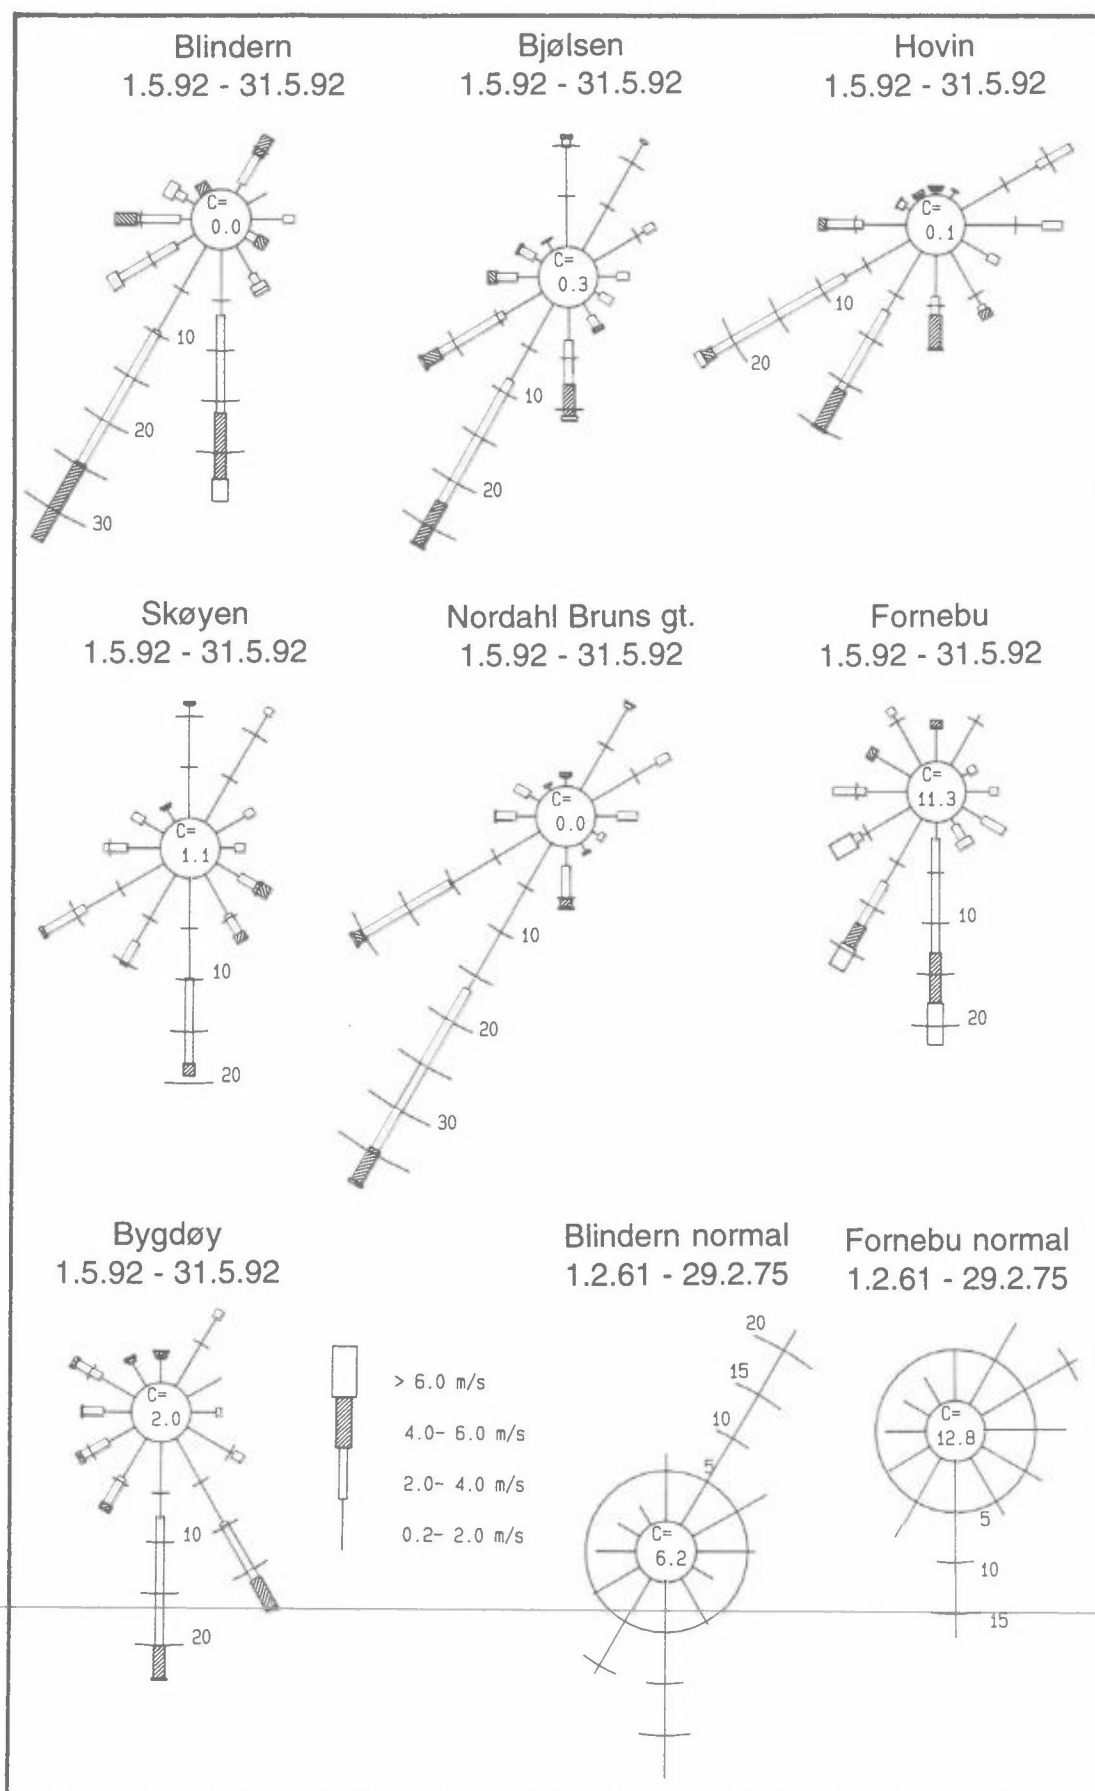 Blindern
1.5.92 - 31.5.92
Bjølsen
1.5.92 - 31.5.92
Hovin
1.5.92 - 31.5.92
C=
0.0
10
20
30
C=
0.3
10
20
C=
0.1
10
20
Skøyen
1.5.92 - 31.5.92
Nordahl Bruns gt.
1.5.92 - 31.5.92
Fornebu
1.5.92 - 31.5.92
C=
1.1
10
20
C=
0.0
10
20
30
C=
11.3
10
20
Bygdøy
1.5.92 - 31.5.92
Blindern normal
1.2.61 - 29.2.75
Fornebu normal
1.2.61 - 29.2.75
C=
2.0
10
20
> 6.0 m/s
4.0- 6.0 m/s
2.0- 4.0 m/s
0.2- 2.0 m/s
20
15
10
5
C=
6.2
C=
12.8
5
10
15